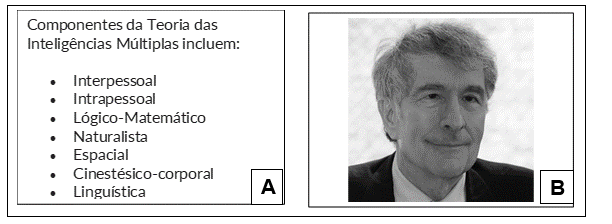 Componentes da Teoria das
Inteligências Múltiplas incluem:
• Interpessoal
• Intrapessoal
• Lógico-Matemático
• Naturalista
• Espacial
• Cinestésico-corporal
• Linguística
A
B